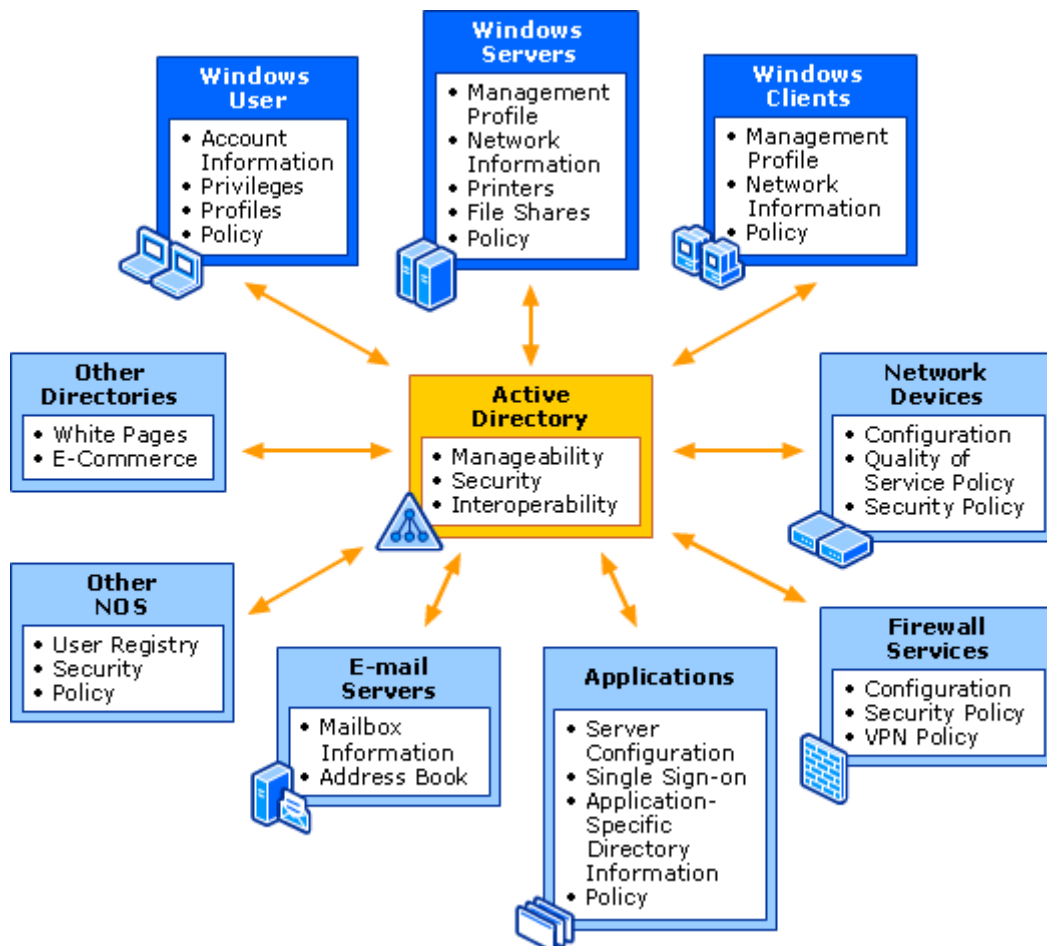 Windows
User
• Account
Information
• Privileges
• Profiles
• Policy
Windows
Servers
• Management
Profile
• Network
Information
• Printers
• File Shares
• Policy
Windows
Clients
• Management
Profile
• Network
Information
• Policy
Other
Directories
• White Pages
• E-Commerce
Active
Directory
• Manageability
• Security
• Interoperability
Network
Devices
• Configuration
• Quality of
Service Policy
• Security Policy
Other
NOS
• User Registry
• Security
• Policy
E-mail
Servers
• Mailbox
Information
• Address Book
Applications
• Server
Configuration
• Single Sign-on
• Application-
Specific
Directory
Information
• Policy
Firewall
Services
• Configuration
• Security Policy
• VPN Policy